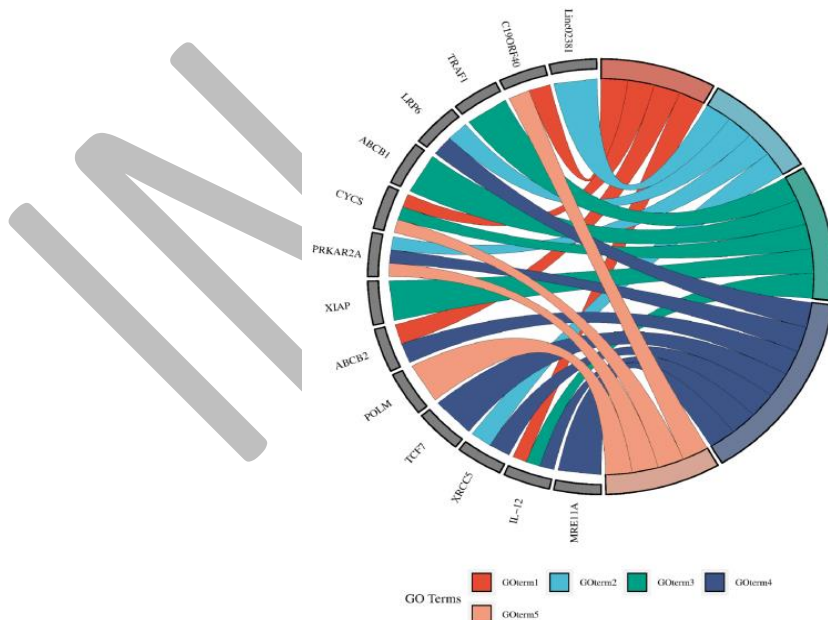 Linc02381
C19ORF40
TRAF1
LRP6
ABCB1
CYCS
PRKAR2A
XIAP
ABCB2
POLM
TCF7
XRCC5
IL-12
MRE11A
GO Terms
GOterm1 GOterm2 GOterm3 GOterm4
GOterm5